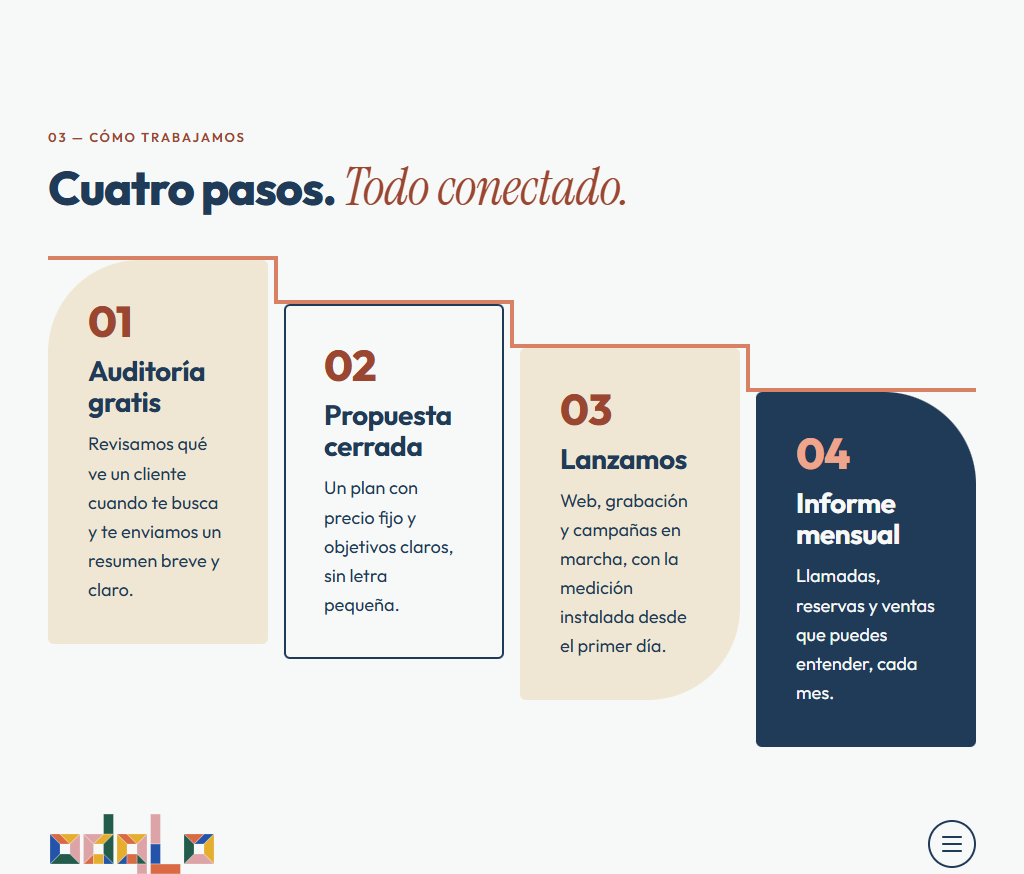 03 — CÓMO TRABAJAMOS
Cuatro pasos. Todo conectado.
01
Auditoría
gratis
Revisamos qué
ve un cliente
cuando te busca
y te enviamos un
resumen breve y
claro.
02
Propuesta
cerrada
Un plan con
precio fijo y
objetivos claros,
sin letra
pequeña.
03
Lanzamos
Web, grabación
y campañas en
marcha, con la
medición
instalada desde
el primer día.
04
Informe
mensual
Llamadas,
reservas y ventas
que puedes
entender, cada
mes.